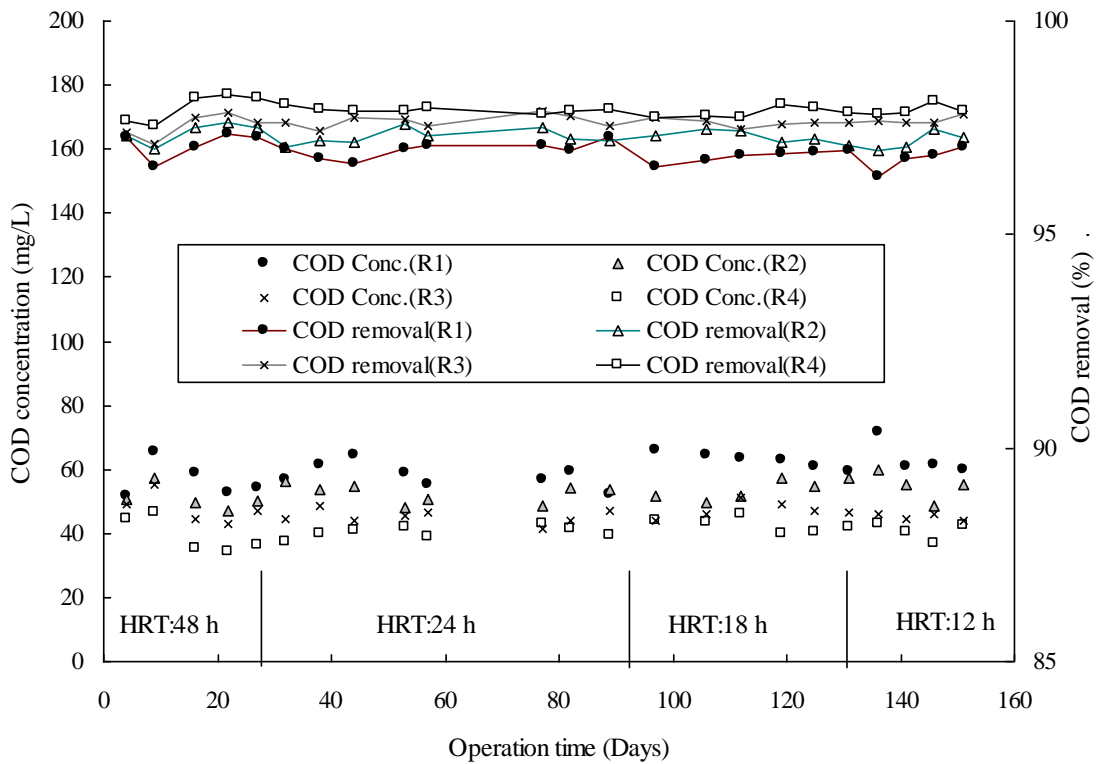 200
180
160
140
120
100
80
60
40
20
0
COD concentration (mg/L)
100
95
90
85
COD removal (%) .
COD Conc.(R1) COD Conc.(R2)
COD Conc.(R3) COD Conc.(R4)
COD removal(R1) COD removal(R2)
COD removal(R3) COD removal(R4)
HRT:48 h HRT:24 h HRT:18 h HRT:12 h
0 20 40 60 80 100 120 140 160
Operation time (Days)